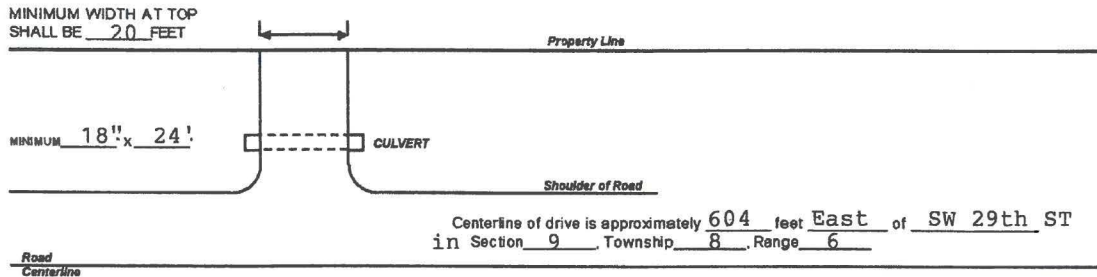 MINIMUM WIDTH AT TOP
SHALL BE 20 FEET
Property Line
MINIMUM 18" x 24'
CULVERT
Shoulder of Road
Centerline of drive is approximately 604 feet East of SW 29th ST
in Section 9, Township 8, Range 6
Road
Centerline